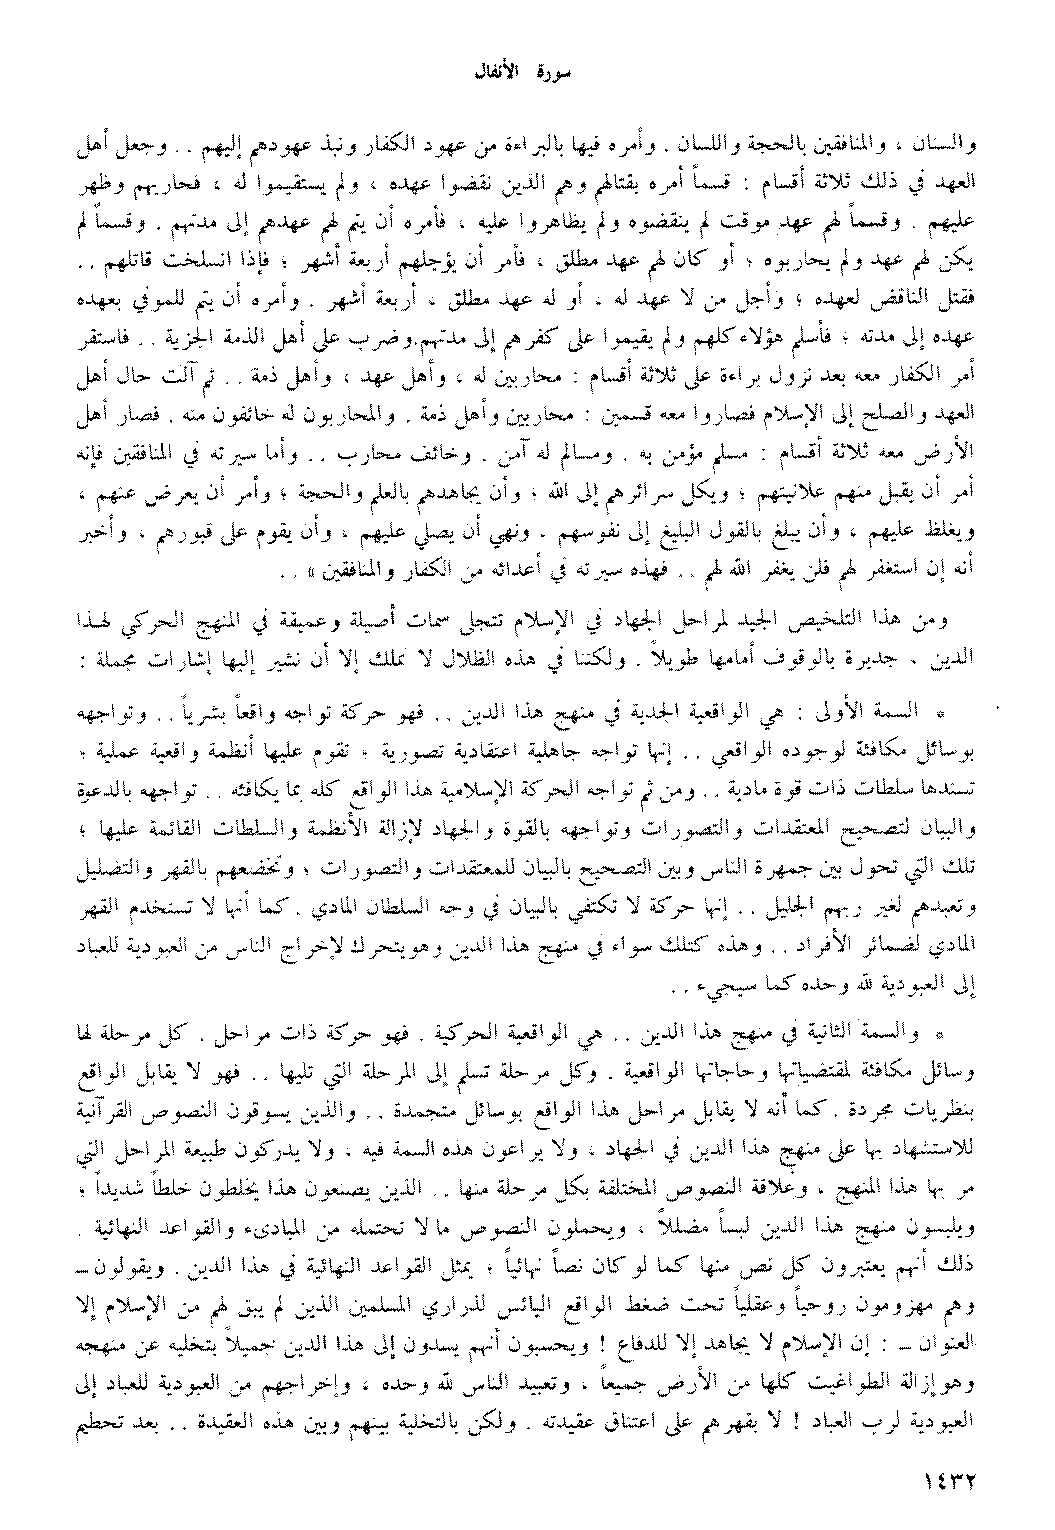 سورة الأنفال
والسنان ، والمنافقين بالحجة واللسان . وأمره فيها بالبراءة من عهود الكفار ونبذ عهودهم إليهم .. وجعل أهل
العهد في ذلك ثلاثة أقسام : قسماً أمره بقتالهم وهم الذين نقضوا عهده ، ولم يستقيموا له ، فحاربهم وظهر
عليهم . وقسماً لهم عهد موقت لم ينقضوه ولم يظاهروا عليه ، فأمره أن يتم لهم عهدهم إلى مدتهم . وقسماً لم
يكن لهم عهد ولم يحاربوه ؛ أو كان لهم عهد مطلق ، فأمر أن يؤجلهم أربعة أشهر ؛ فإذا انسلخت قاتلهم ..
فقتل الناقض لعهده ؛ وأجل من لا عهد له ، أو له عهد مطلق ، أربعة أشهر . وأمره أن يتم للموفي بعهده
عهده إلى مدته ؛ فأسلم هؤلاء كلهم ولم يقيموا على كفرهم إلى مدتهم.وضرب على أهل الذمة الجزية .. فاستقر
أمر الكفار معه بعد نزول براءة على ثلاثة أقسام : محاربين له ، وأهل عهد ، وأهل ذمة .. ثم آلت حال أهل
العهد والصلح إلى الإسلام فصاروا معه قسمين : محاربين وأهل ذمة . والمحاربون له خائفون منه . فصار أهل
الأرض معه ثلاثة أقسام : مسلم مؤمن به . ومسالم له آمن . وخائف محارب .. وأما سيرته في المنافقين فإنه
أمر أن يقبل منهم علانيتهم ؛ ويكل سرائرهم إلى الله ؛ وأن يجاهدهم بالعلم والحجة ؛ وأمر أن يعرض عنهم ،
ويغلظ عليهم ، وأن يبلغ بالقول البليغ إلى نفوسهم . ونهي أن يصلي عليهم ، وأن يقوم على قبورهم ، وأخبر
أنه إن استغفر لهم فلن يغفر الله لهم .. فهذه سيرته في أعدائه من الكفار والمنافقين » ..
ومن هذا التلخيص الجيد لمراحل الجهاد في الإسلام تتجلى سمات أصيلة وعميقة في المنهج الحركي لهذا
الدين ، جديرة بالوقوف أمامها طويلاً . ولكننا في هذه الظلال لا نملك إلا أن نشير إليها إشارات مجملة :
* السمة الأولى : هي الواقعية الجدية في منهج هذا الدين .. فهو حركة تواجه واقعاً بشرياً .. وتواجهه
بوسائل مكافئة لوجوده الواقعي .. إنها تواجه جاهلية اعتقادية تصورية ؛ تقوم عليها أنظمة واقعية عملية ؛
تسندها سلطات ذات قوة مادية .. ومن ثم تواجه الحركة الإسلامية هذا الواقع كله بما يكافئه .. تواجهه بالدعوة
والبيان لتصحيح المعتقدات والتصورات وتواجهه بالقوة والجهاد لإزالة الأنظمة والسلطات القائمة عليها ؛
تلك التي تحول بين جمهرة الناس وبين التصحيح بالبيان للمعتقدات والتصورات ؛ وتخضعهم بالقهر والتضليل
وتعبدهم لغير ربهم الجليل .. إنها حركة لا تكتفي بالبيان في وجه السلطان المادي . كما أنها لا تستخدم القهر
المادي لضمائر الأفراد .. وهذه كتلك سواء في منهج هذا الدين وهويتحرك لإخراج الناس من العبودية للعباد
إلى العبودية لله وحده كما سيجيء ..
* والسمة الثانية في منهج هذا الدين .. هي الواقعية الحركية . فهو حركة ذات مراحل . كل مرحلة لها
وسائل مكافئة لمقتضياتها وحاجاتها الواقعية . وكل مرحلة تسلم إلى المرحلة التي تليها .. فهو لا يقابل الواقع
بنظريات مجردة . كما أنه لا يقابل مراحل هذا الواقع بوسائل متجمدة .. والذين يسوقون النصوص القرآنية
للاستشهاد بها على منهج هذا الدين في الجهاد ، ولا يراعون هذه السمة فيه ، ولا يدركون طبيعة المراحل التي
مر بها هذا المنهج ، وعلاقة النصوص المختلفة بكل مرحلة منها .. الذين يصنعون هذا يخلطون خلطاً شديداً ؛
ويلبسون منهج هذا الدين لبساً مضللاً ، ويحملون النصوص مالا تحتمله من المبادىء والقواعد النهائية .
ذلك أنهم يعتبرون كل نص منها كما لو كان نصاً نهائياً ؛ يمثل القواعد النهائية في هذا الدين . ويقولون –
وهم مهزومون روحياً وعقلياً تحت ضغط الواقع اليائس لذراري المسلمين الذين لم يبق لهم من الإسلام إلا
العنوان – : إن الإسلام لا يجاهد إلا للدفاع ! ويحسبون أنهم يسدون إلى هذا الدين جميلاً بتخليه عن منهجه
وهو إزالة الطواغيت كلها من الأرض جميعاً ، وتعبيد الناس لله وحده ، وإخراجهم من العبودية للعباد إلى
العبودية لرب العباد ! لا بقهرهم على اعتناق عقيدته . ولكن بالتخلية بينهم وبين هذه العقيدة .. بعد تحطيم
١٤٣٢